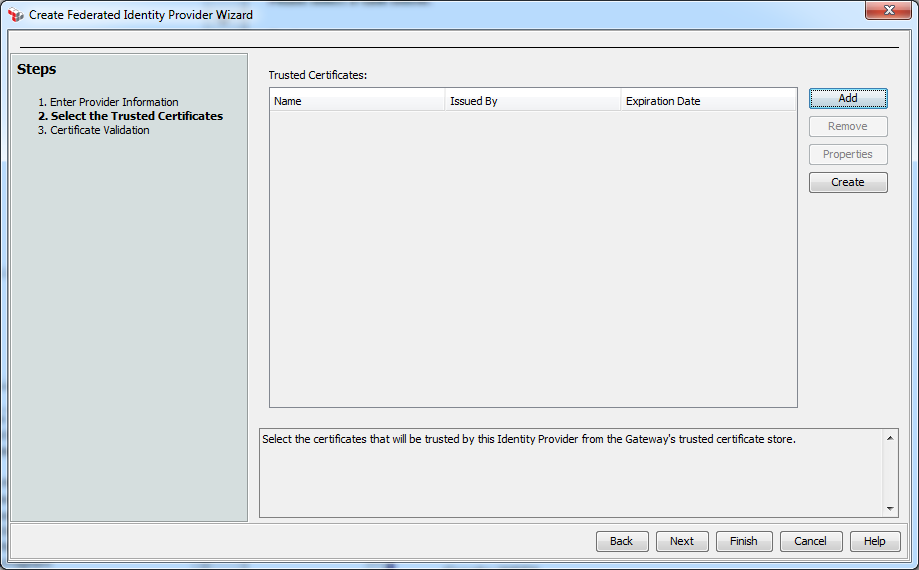 Create Federated Identity Provider Wizard
Steps
1. Enter Provider Information
2. Select the Trusted Certificates
3. Certificate Validation
Trusted Certificates:
Name Issued By Expiration Date
Add
Remove
Properties
Create
Select the certificates that will be trusted by this Identity Provider from the Gateway's trusted certificate store.
Back Next Finish Cancel Help